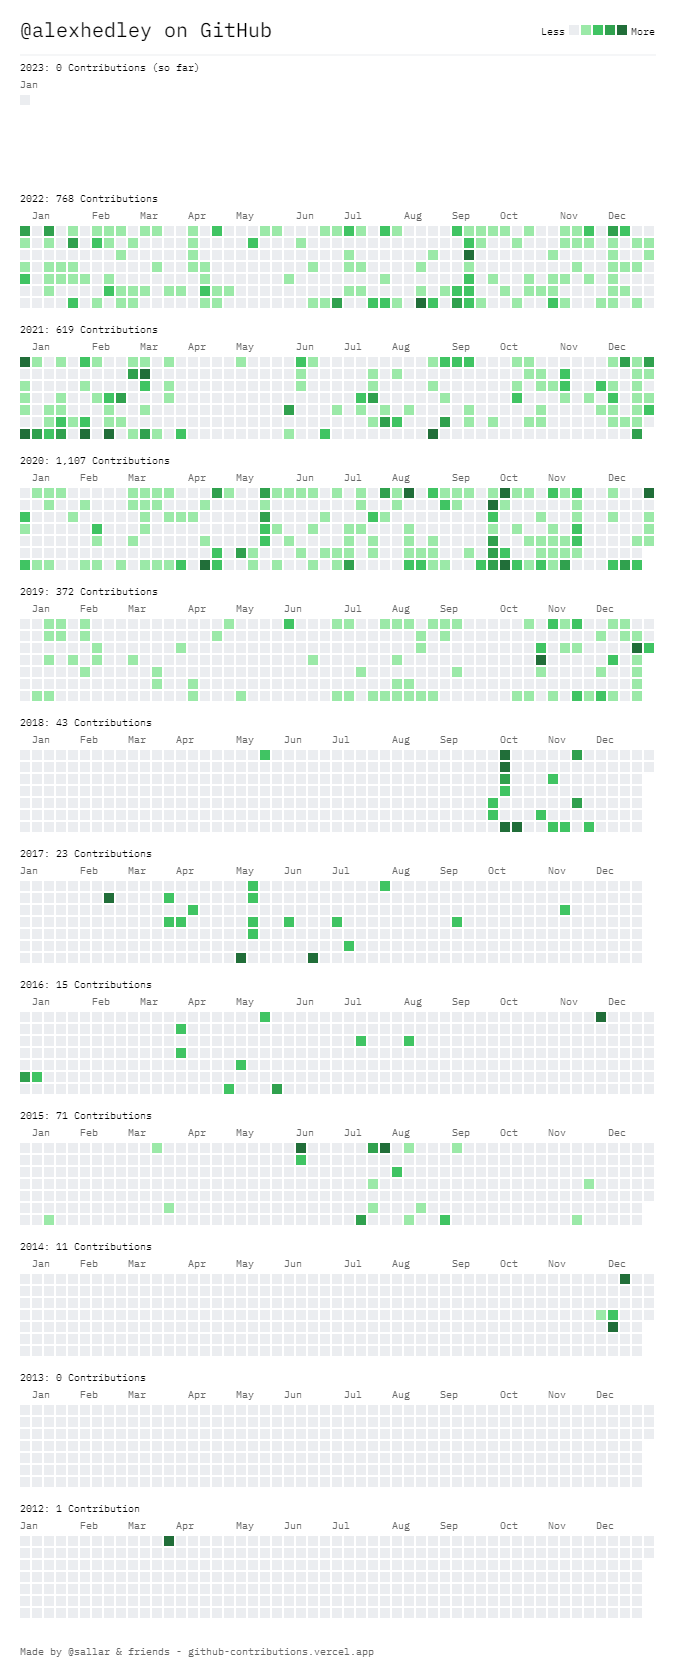 @alexhedley on GitHub
Less More
2023: 0 Contributions (so far)
Jan
2022: 768 Contributions
Jan Feb Mar Apr May Jun Jul Aug Sep Oct Nov Dec
2021: 619 Contributions
Jan Feb Mar Apr May Jun Jul Aug Sep Oct Nov Dec
2020: 1,107 Contributions
Jan Feb Mar Apr May Jun Jul Aug Sep Oct Nov Dec
2019: 372 Contributions
Jan Feb Mar Apr May Jun Jul Aug Sep Oct Nov Dec
2018: 43 Contributions
Jan Feb Mar Apr May Jun Jul Aug Sep Oct Nov Dec
2017: 23 Contributions
Jan Feb Mar Apr May Jun Jul Aug Sep Oct Nov Dec
2016: 15 Contributions
Jan Feb Mar Apr May Jun Jul Aug Sep Oct Nov Dec
2015: 71 Contributions
Jan Feb Mar Apr May Jun Jul Aug Sep Oct Nov Dec
2014: 11 Contributions
Jan Feb Mar Apr May Jun Jul Aug Sep Oct Nov Dec
2013: 0 Contributions
Jan Feb Mar Apr May Jun Jul Aug Sep Oct Nov Dec
2012: 1 Contribution
Jan Feb Mar Apr May Jun Jul Aug Sep Oct Nov Dec
Made by @sallar & friends - github-contributions.vercel.app